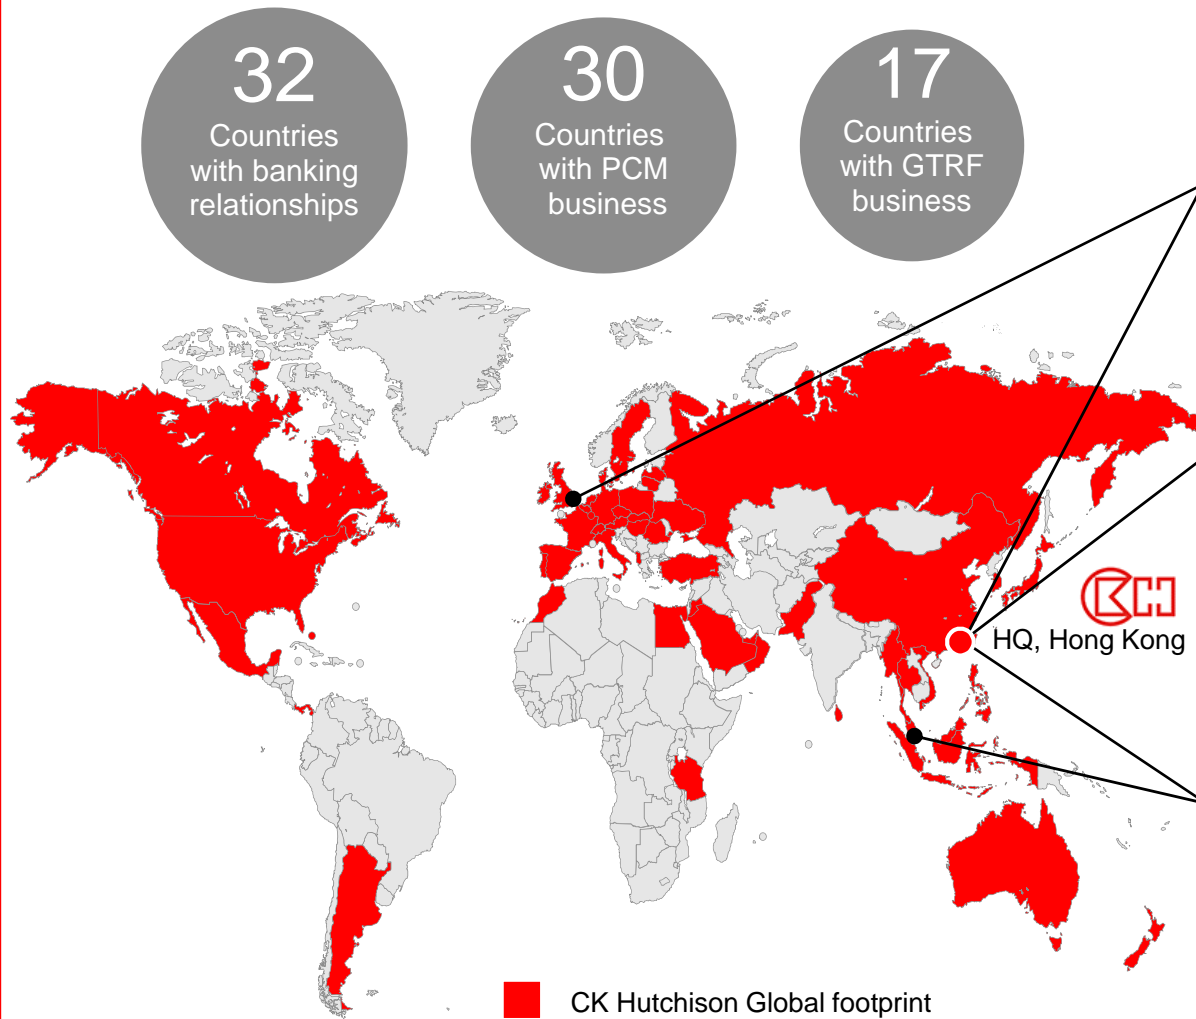 32
Countries
with banking
relationships
30
Countries
with PCM
business
17
Countries
with GTRF
business
CKH
HQ, Hong Kong
CK Hutchison Global footprint